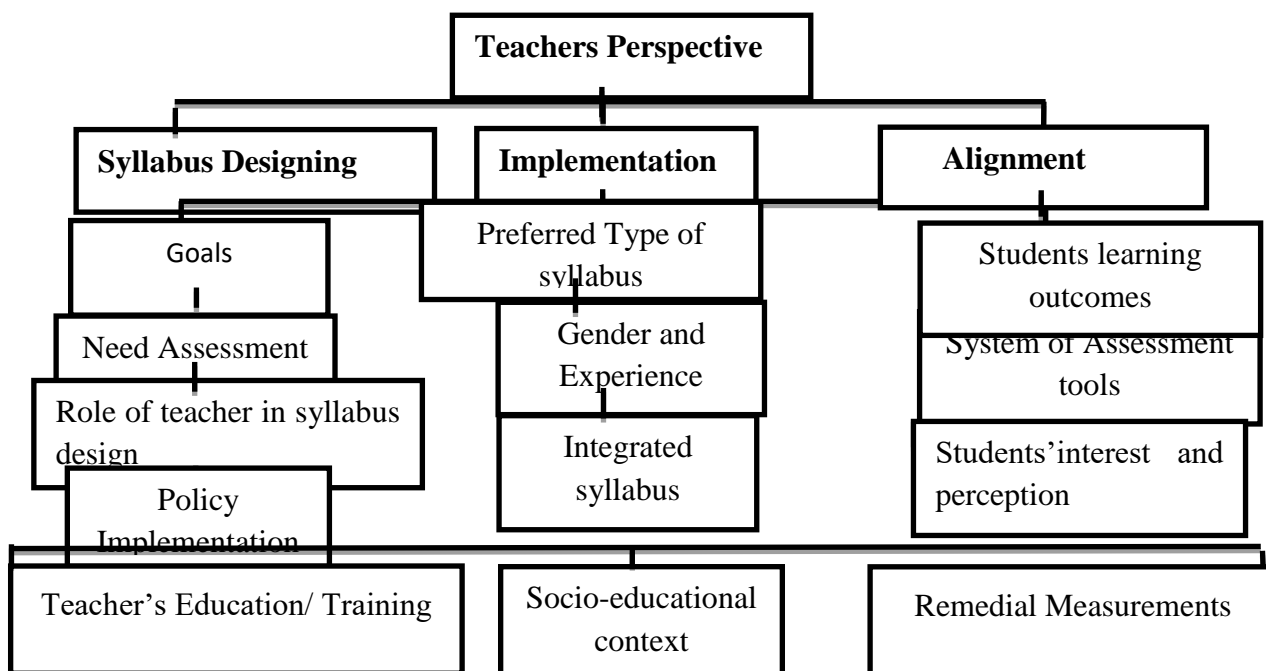 Teachers Perspective
Syllabus Designing
Implementation
Alignment
Goals
Need Assessment
Role of teacher in syllabus
design
Policy
Implementation
Preferred Type of
syllabus
Gender and
Experience
Integrated
syllabus
Students learning
outcomes
System of Assessment
tools
Students'interest and
perception
Teacher's Education/ Training
Socio-educational
context
Remedial Measurements